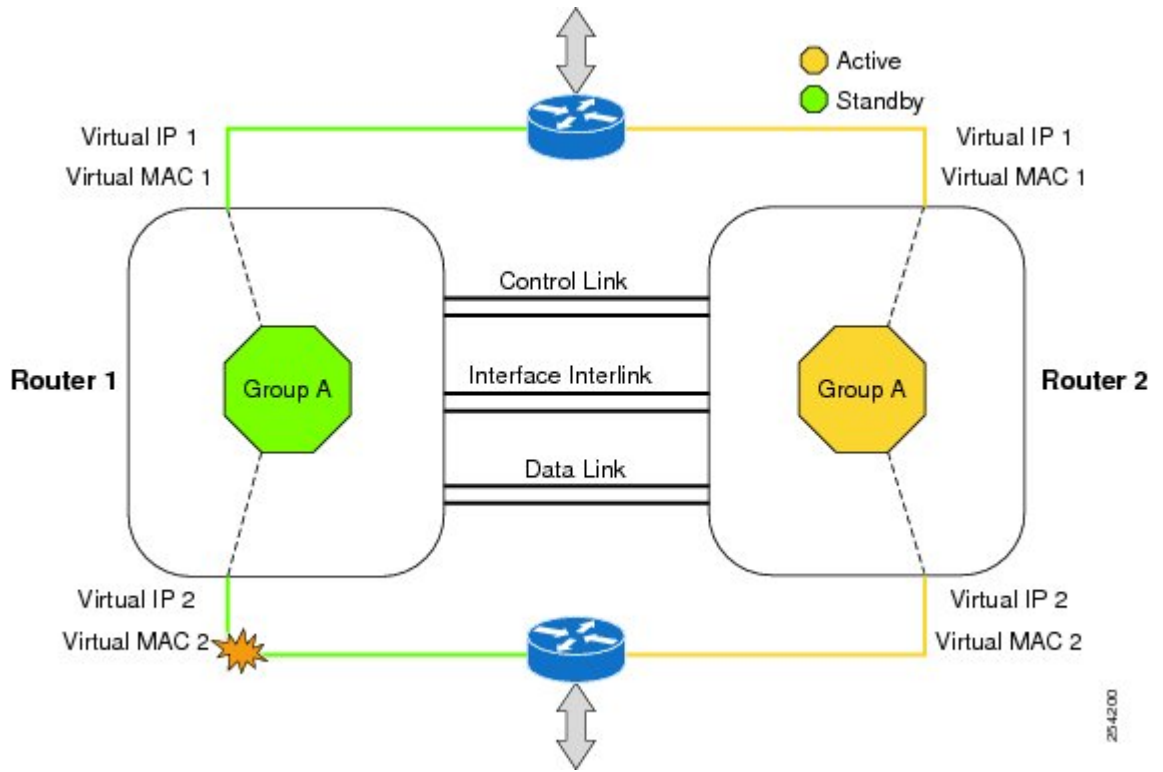 Active
Standby
Virtual IP 1
Virtual MAC 1
Virtual IP 1
Virtual MAC 1
Control Link
Router 1
Group A
Interface Interlink
Group A
Router 2
Data Link
Virtual IP 2
Virtual MAC 2
Virtual IP 2
Virtual MAC 2
254200